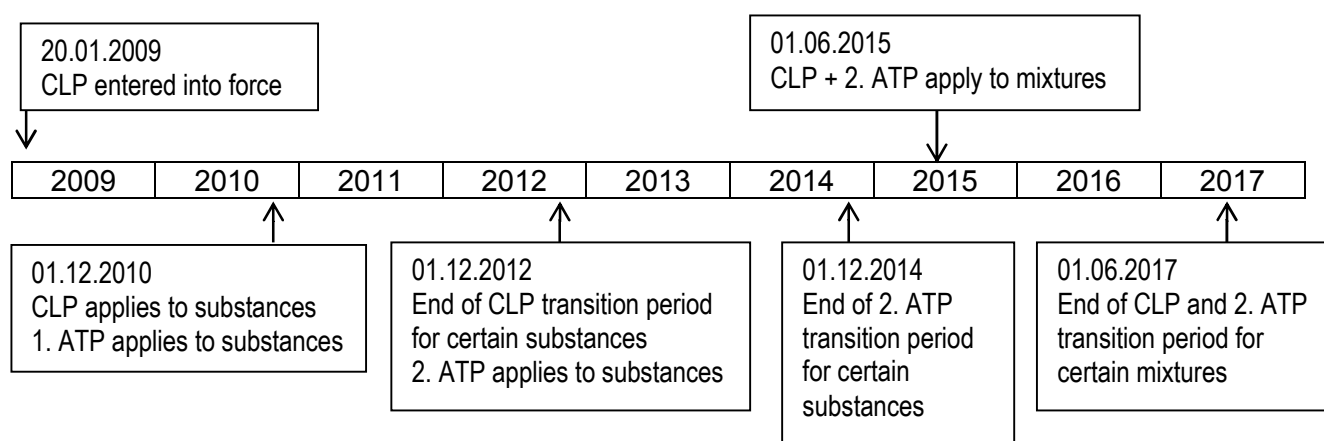 20.01.2009
CLP entered into force
01.06.2015
CLP + 2. ATP apply to mixtures
2009 2010 2011 2012 2013 2014 2015 2016 2017
01.12.2010
CLP applies to substances
1. ATP applies to substances
01.12.2012
End of CLP transition period
for certain substances
2. ATP applies to substances
01.12.2014
End of 2. ATP
transition period
for certain
substances
01.06.2017
End of CLP and 2. ATP
transition period for
certain mixtures